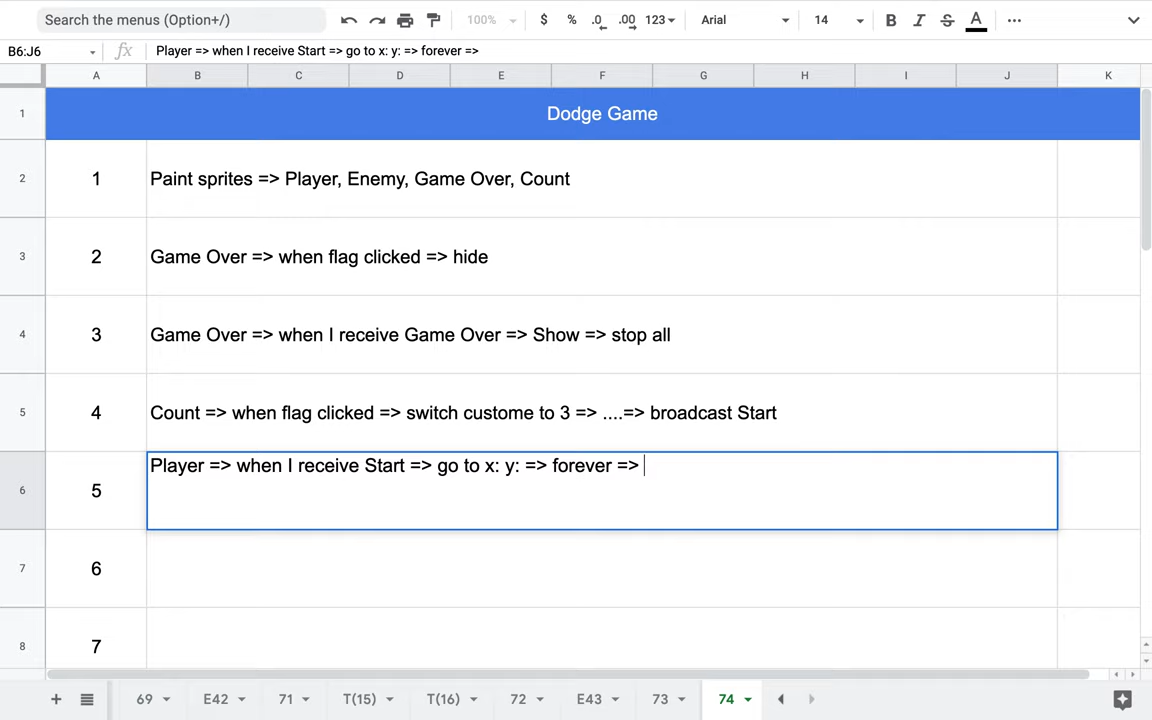 Search the menus (Option+/)
100%
$ % .0 .00 123
Arial
14
B I S A
B6:J6
fx
Player => when I receive Start => go to x: y: => forever =>
A B C D E F G H I J K
1 Dodge Game
2 1 Paint sprites => Player, Enemy, Game Over, Count
3 2 Game Over => when flag clicked => hide
4 3 Game Over => when I receive Game Over => Show => stop all
5 4 Count => when flag clicked => switch custome to 3 => ....=> broadcast Start
6 5 Player => when I receive Start => go to x: y: => forever =>
7 6
8 7
69 E42 71 T(15) T(16) 72 E43 73 74